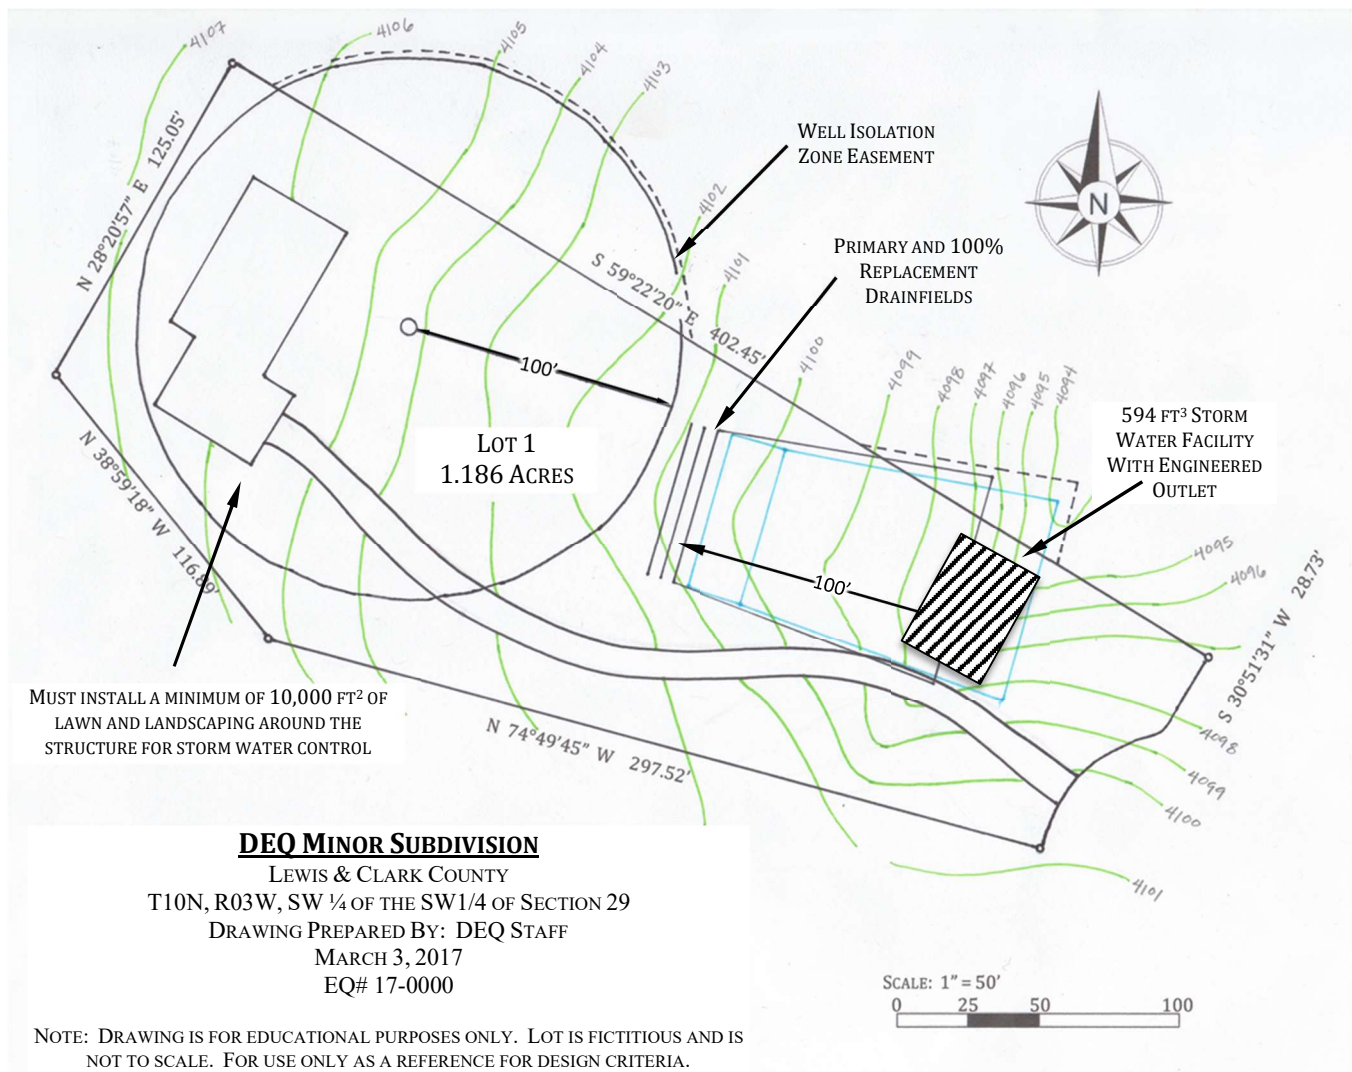 4107
4106
4105
4104
4103
4102
4101
4100
4099
4098
4097
4096
4095
4094
WELL ISOLATION
ZONE EASEMENT
N
PRIMARY AND 100%
REPLACEMENT
DRAINFIELDS
N 28°20'57" E 125.05'
S 59°22'20" E 402.45'
100'
LOT 1
1.186 ACRES
594 FT³ STORM
WATER FACILITY
WITH ENGINEERED
OUTLET
N 38°59'18" W 116.89'
100'
4095
4096
S 30°51'31" W 28.73'
4098
4099
4100
4101
MUST INSTALL A MINIMUM OF 10,000 FT² OF
LAWN AND LANDSCAPING AROUND THE
STRUCTURE FOR STORM WATER CONTROL
N 74°49'45" W 297.52'
DEQ MINOR SUBDIVISION
LEWIS & CLARK COUNTY
T10N, R03W, SW ¼ OF THE SW1/4 OF SECTION 29
DRAWING PREPARED BY: DEQ STAFF
MARCH 3, 2017
EQ# 17-0000
NOTE: DRAWING IS FOR EDUCATIONAL PURPOSES ONLY. LOT IS FICTITIOUS AND IS
NOT TO SCALE. FOR USE ONLY AS A REFERENCE FOR DESIGN CRITERIA.
SCALE: 1" = 50'
0 25 50 100